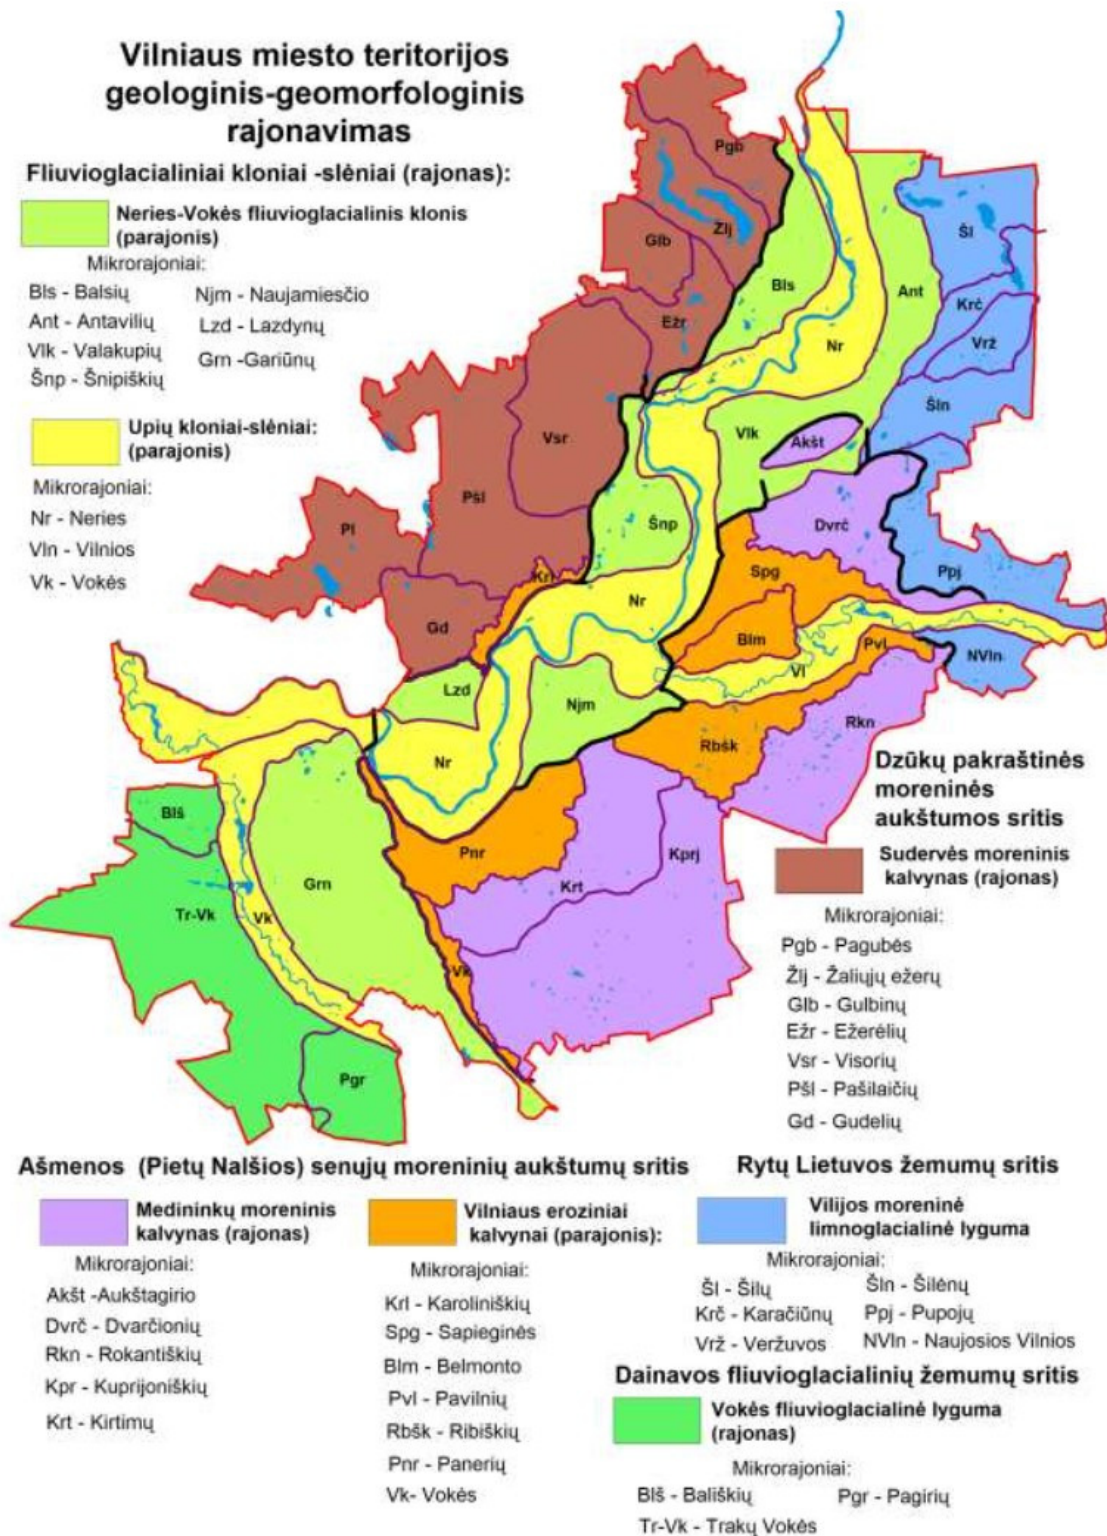 Vilniaus miesto teritorijos
geologinis-geomorfologinis
rajonavimas
Fliuvioglacialiniai kloniai -slėniai (rajonas):
Neries-Vokės fliuvioglacialinis klonis
(parajonis)
Mikrorajoniai:
Bls - Balsių
Ant - Antavilių
Vlk - Valakupių
Šnp - Šnipiškių
Njm - Naujamiesčio
Lzd - Lazdynų
Grn -Gariūnų
Upių kloniai-slėniai:
(parajonis)
Mikrorajoniai:
Nr - Neries
Vln - Vilnios
Vk - Vokės
Pgb
Žlj
Glb
Ežr
Bls
Ant
Šl
Krč
Vrž
Nr
Šln
Vsr
Vlk
Akšt
Pšl
Pl
Šnp
Dvrč
Krl
Spg
Ppj
Nr
Gd
Blm
Pvl
NVln
Vl
Lzd
Njm
Rkn
Rbšk
Nr
Blš
Pnr
Kprj
Grn
Krt
Tr-Vk
Vk
Vk
Pgr
Dzūkų pakraštinės
moreninės
aukštumos sritis
Sudervės moreninis
kalvynas (rajonas)
Mikrorajoniai:
Pgb - Pagubės
Žlj - Žaliųjų ežerų
Glb - Gulbinų
Ežr - Ežerėlių
Vsr - Visorių
Pšl - Pašilaičių
Gd - Gudelių
Ašmenos (Pietų Nalšios) senųjų moreninių aukštumų sritis
Medininkų moreninis
kalvynas (rajonas)
Mikrorajoniai:
Akšt -Aukštagirio
Dvrč - Dvarčionių
Rkn - Rokantiškių
Kpr - Kuprijoniškių
Krt - Kirtimų
Vilniaus eroziniai
kalvynai (parajonis):
Mikrorajoniai:
Krl - Karoliniškių
Spg - Sapieginės
Blm - Belmonto
Pvl - Pavilnių
Rbšk - Ribiškių
Pnr - Panerių
Vk- Vokės
Rytų Lietuvos žemumų sritis
Vilijos moreninė
limnoglacialinė lyguma
Mikrorajoniai:
Šl - Šilų
Krč - Karačiūnų
Vrž - Veržuvos
Šln - Šilėnų
Ppj - Pupojų
NVln - Naujosios Vilnios
Dainavos fliuvioglacialinių žemumų sritis
Vokės fliuvioglacialinė lyguma
(rajonas)
Mikrorajoniai:
Blš - Bališkių
Tr-Vk - Trakų Vokės
Pgr - Pagirių